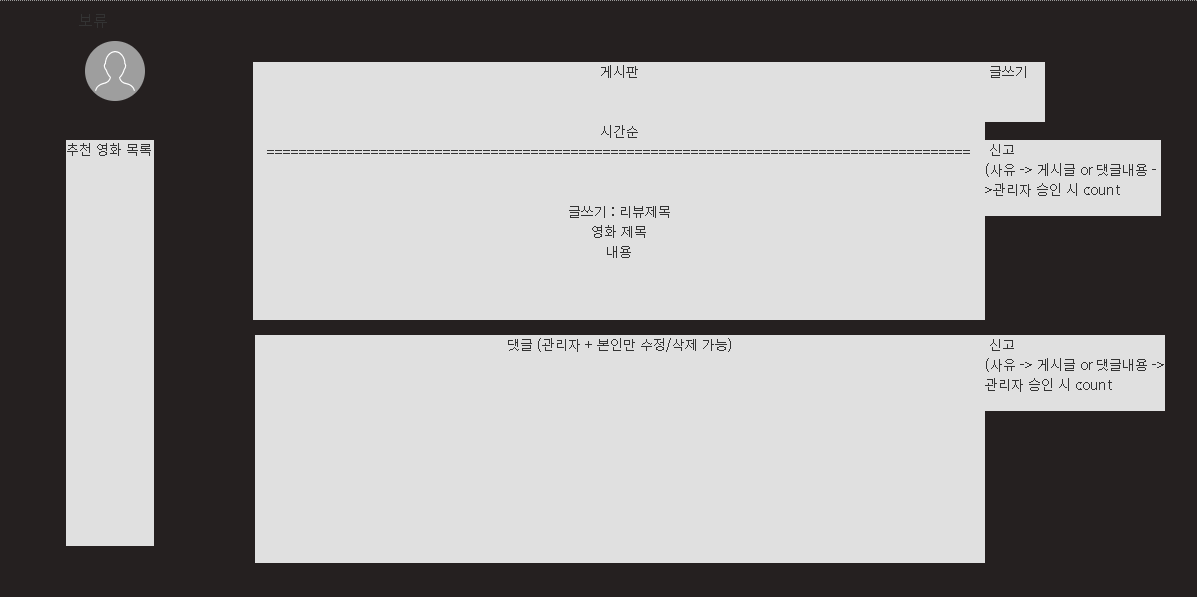 보류
게시판
글쓰기
시간순
========================================================================================
추천 영화 목록
신고
(사유 -> 게시글 or 댓글내용 -
>관리자 승인 시 count
글쓰기 : 리뷰제목
영화 제목
내용
댓글 (관리자 + 본인만 수정/삭제 가능)
신고
(사유 -> 게시글 or 댓글내용 ->
관리자 승인 시 count